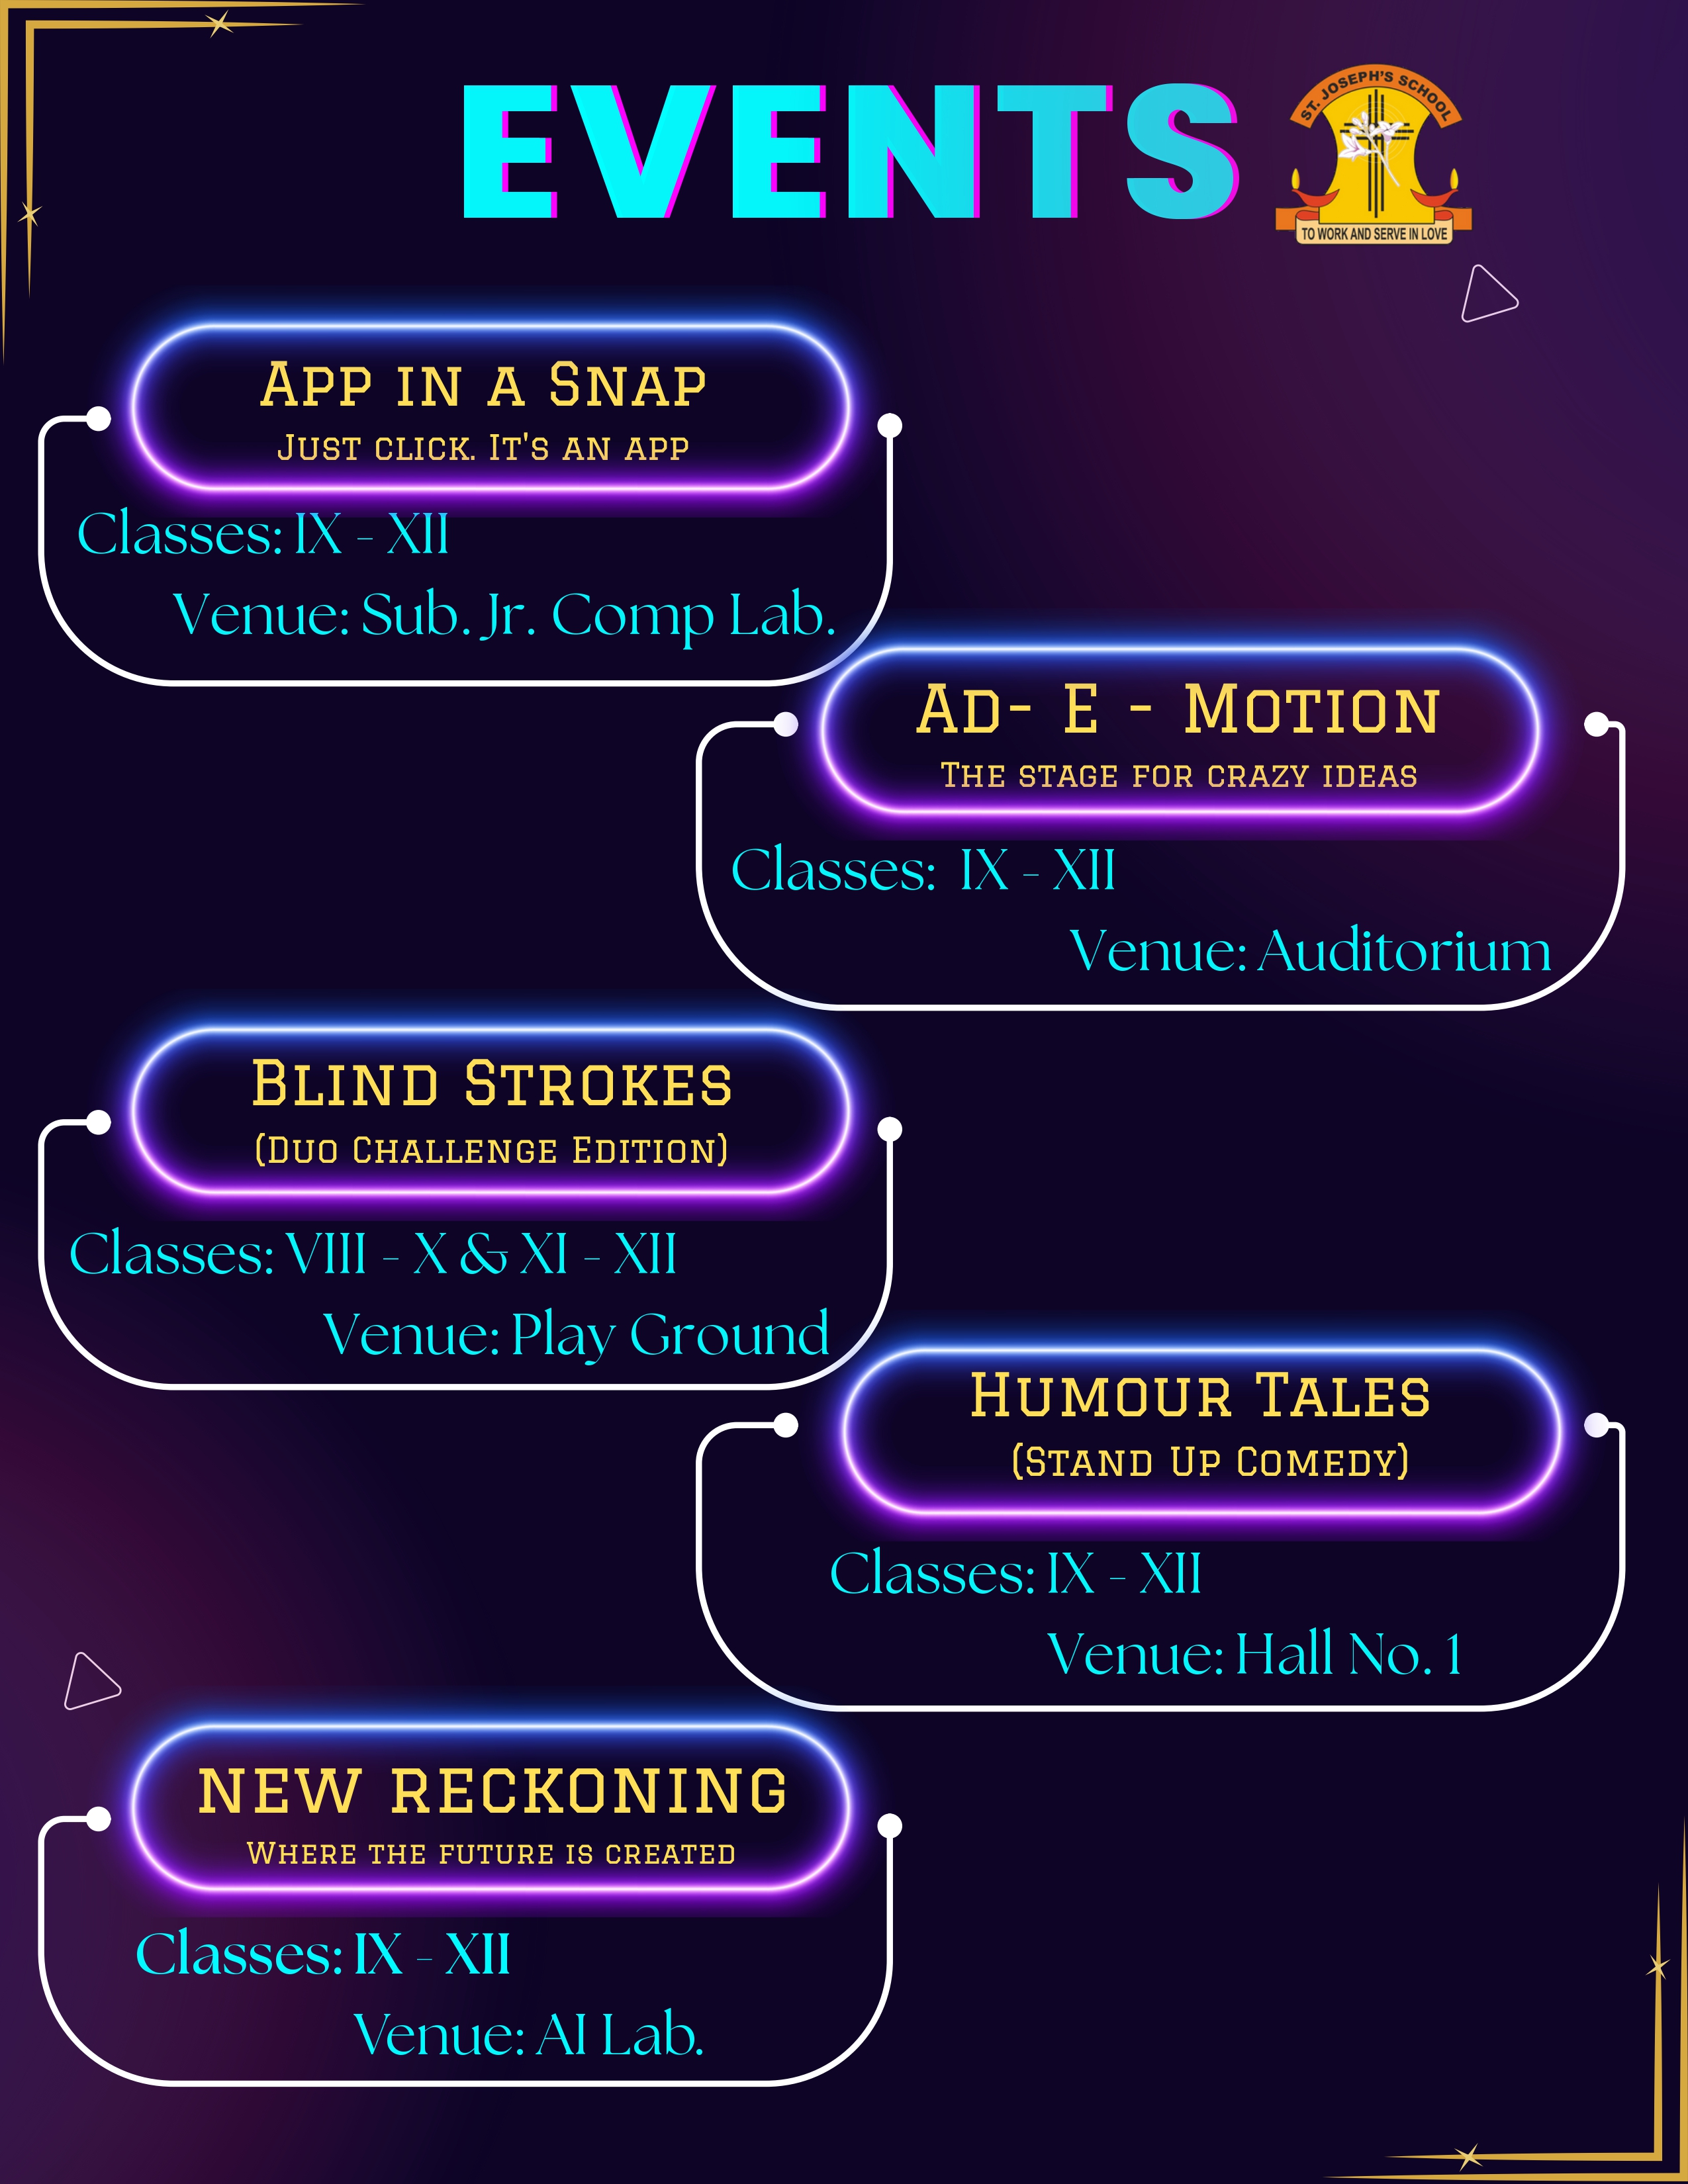 EVENTS
ST. JOSEPH'S SCHOOL
TO WORK AND SERVE IN LOVE
App in a Snap
Just click. It's an app
Classes: IX - XII
Venue: Sub. Jr. Comp Lab.
Ad- E - Motion
The stage for crazy ideas
Classes: IX - XII
Venue: Auditorium
Blind Strokes
(Duo Challenge Edition)
Classes: VIII - X & XI - XII
Venue: Play Ground
Humour Tales
(Stand Up Comedy)
Classes: IX - XII
Venue: Hall No. 1
NEW RECKONING
Where the future is created
Classes: IX - XII
Venue: AI Lab.